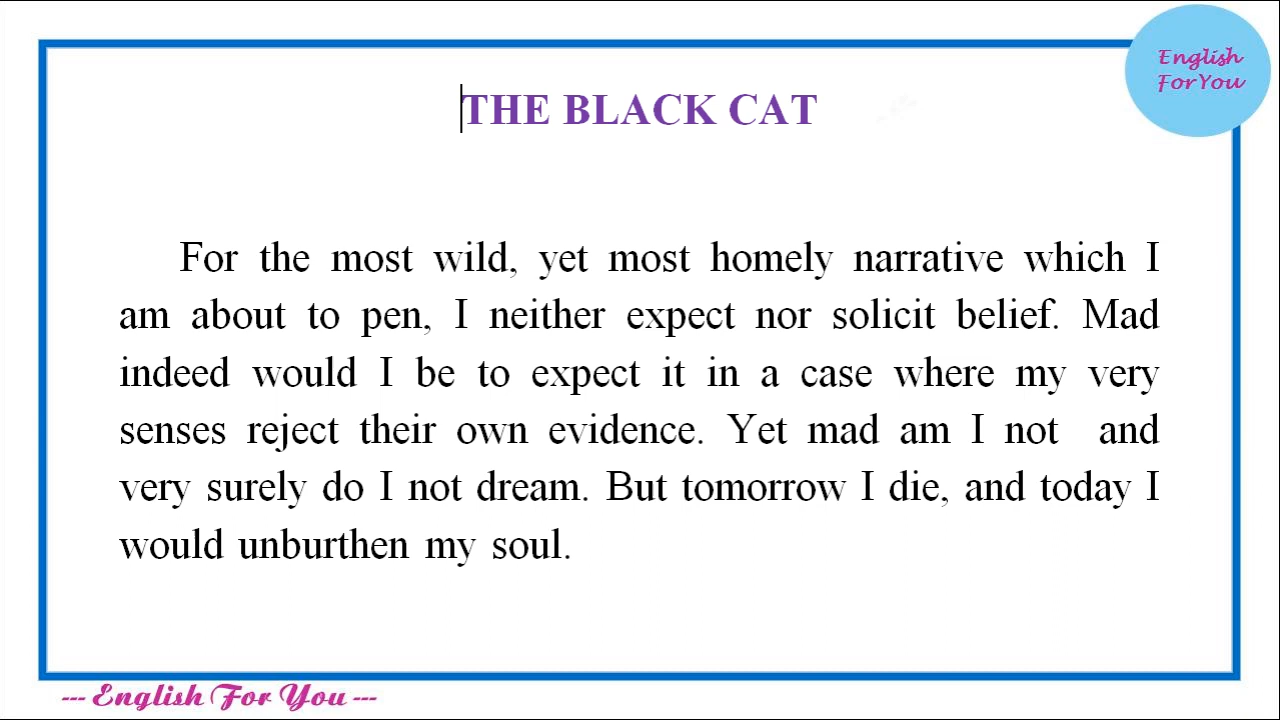 English
ForYou
THE BLACK CAT
For the most wild, yet most homely narrative which I
am about to pen, I neither expect nor solicit belief. Mad
indeed would I be to expect it in a case where my very
senses reject their own evidence. Yet mad am I not and
very surely do I not dream. But tomorrow I die, and today I
would unburthen my soul.
--- English For You ---